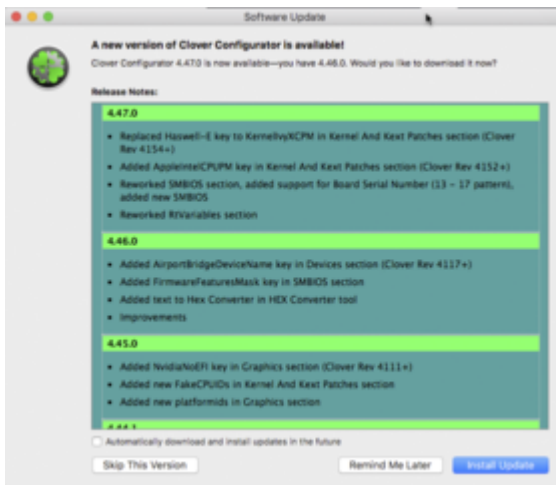 Software Update
A new version of Clover Configurator is available!
Clover Configurator 4.47.0 is now available—you have 4.46.0. Would you like to download it now?
Release Notes:
4.47.0
• Replaced Haswell-E key to KernelIvyXCPM in Kernel And Kext Patches section (Clover
Rev 4154+)
• Added AppleIntelCPUPM key in Kernel And Kext Patches section (Clover Rev 4152+)
• Reworked SMBIOS section, added support for Board Serial Number (13 - 17 pattern),
added new SMBIOS
• Reworked RtVariables section
4.46.0
• Added AirportBridgeDeviceName key in Devices section (Clover Rev 4117+)
• Added FirmwareFeaturesMask key in SMBIOS section
• Added text to Hex Converter in HEX Converter tool
• Improvements
4.45.0
• Added NvidiaNoEFI key in Graphics section (Clover Rev 4111+)
• Added new FakeCPUIDs in Kernel And Kext Patches section
• Added new platformids in Graphics section
4.44.1
Automatically download and install updates in the future
Skip This Version
Remind Me Later
Install Update